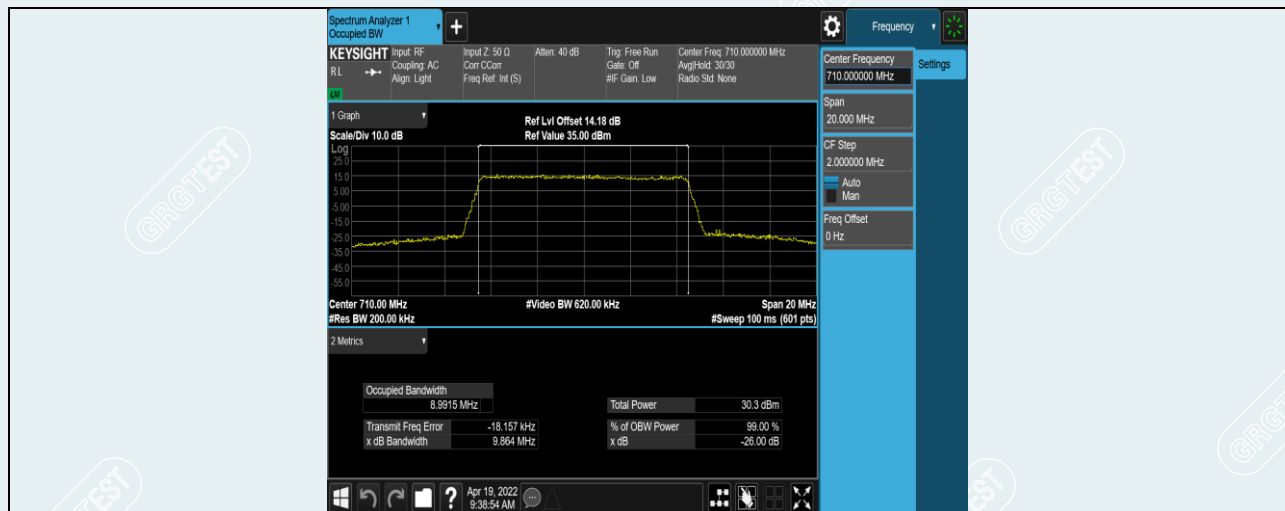 Spectrum Analyzer 1
Occupied BW
+
Frequency
KEYSIGHT Input: RF Input Z: 50 Ω Atten: 40 dB Trig: Free Run Center Freq: 710.000000 MHz
RL Coupling: AC Corr CCorr Gate: Off Avg|Hold: 30/30
Align: Light Freq Ref: Int (S) #IF Gain: Low Radio Std: None
Center Frequency
710.000000 MHz
Settings
Span
20.000 MHz
CF Step
2.000000 MHz
Auto
Man
Freq Offset
0 Hz
1 Graph
Ref Lvl Offset 14.18 dB
Scale/Div 10.0 dB Ref Value 35.00 dBm
Log
25.0
15.0
5.00
-5.00
-15.0
-25.0
-35.0
-45.0
-55.0
Center 710.00 MHz #Video BW 620.00 kHz Span 20 MHz
#Res BW 200.00 kHz #Sweep 100 ms (601 pts)
2 Metrics
Occupied Bandwidth
8.9915 MHz Total Power 30.3 dBm
Transmit Freq Error -18.157 kHz % of OBW Power 99.00 %
x dB Bandwidth 9.864 MHz x dB -26.00 dB
? Apr 19, 2022
9:38:54 AM
GRGTEST
GRGTEST
GRGTEST